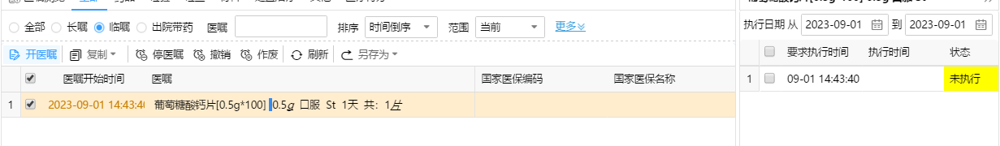 全部 长嘱 临嘱 出院带药 医嘱 排序 时间倒序 范围 当前 更多
开医嘱 复制 停医嘱 撤销 作废 刷新 另存为
医嘱开始时间 医嘱 国家医保编码 国家医保名称
1 2023-09-01 14:43:4 葡萄糖酸钙片[0.5g*100] 0.5g 口服 St 1天 共：1片
执行日期 从 2023-09-01 到 2023-09-01
要求执行时间 执行时间 状态
1 09-01 14:43:40 未执行